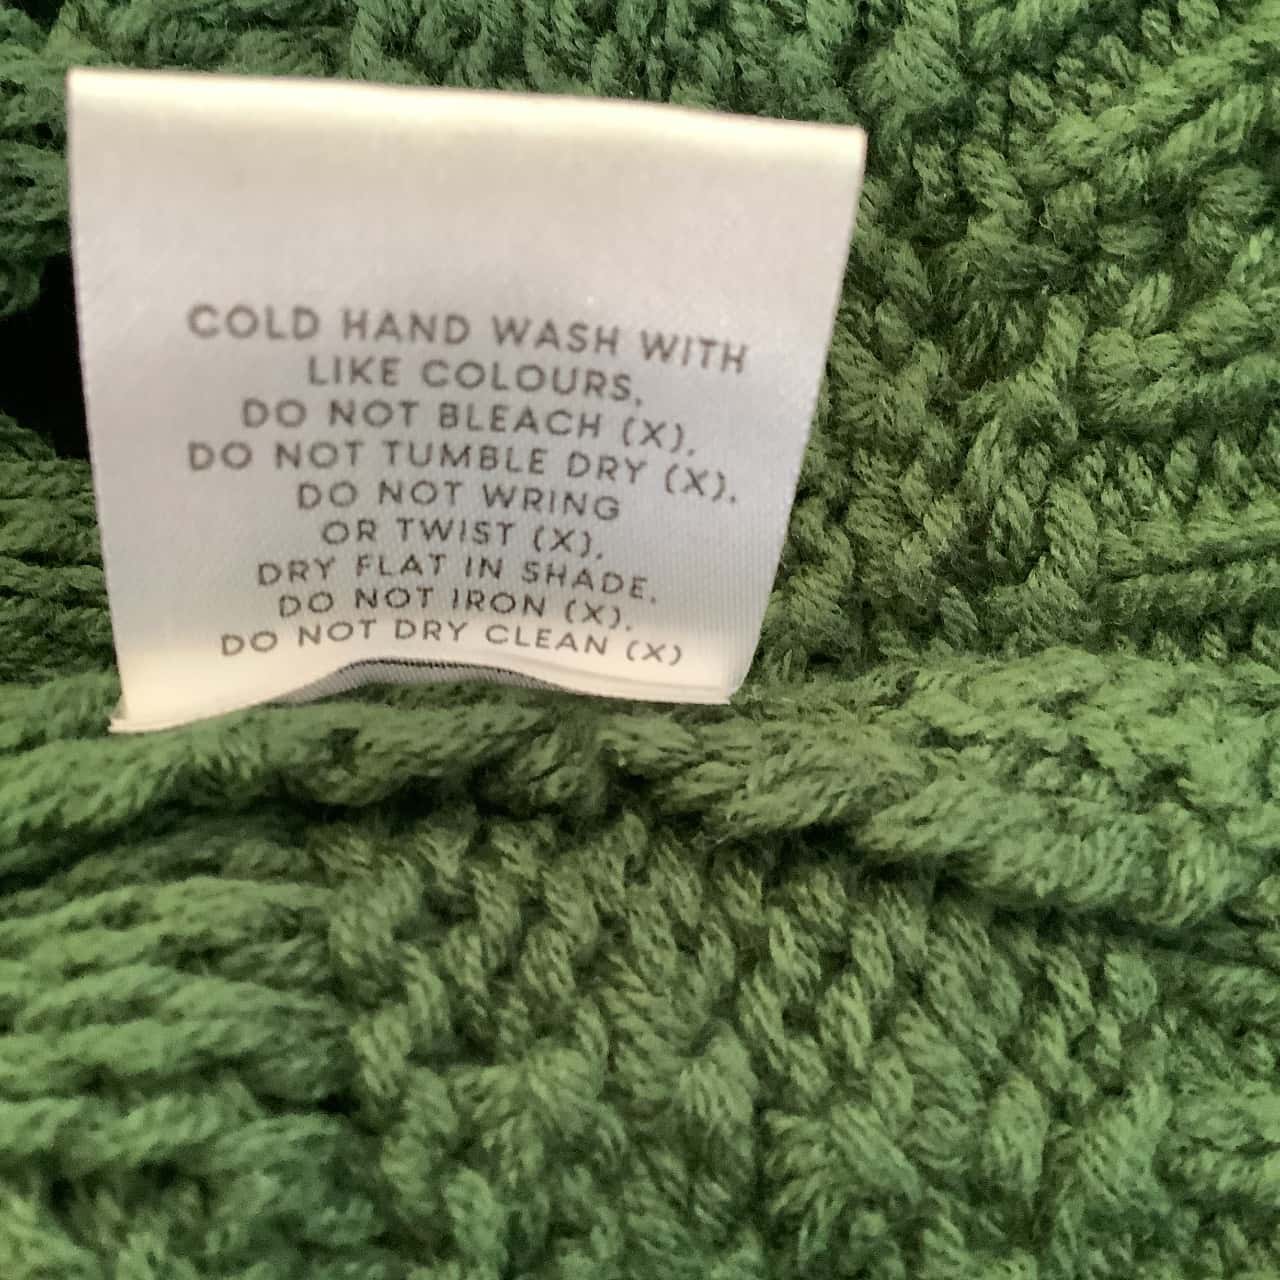 COLD HAND WASH WITH
LIKE COLOURS.
DO NOT BLEACH (X).
DO NOT TUMBLE DRY (X).
DO NOT WRING
OR TWIST (X).
DRY FLAT IN SHADE.
DO NOT IRON (X).
DO NOT DRY CLEAN (X)